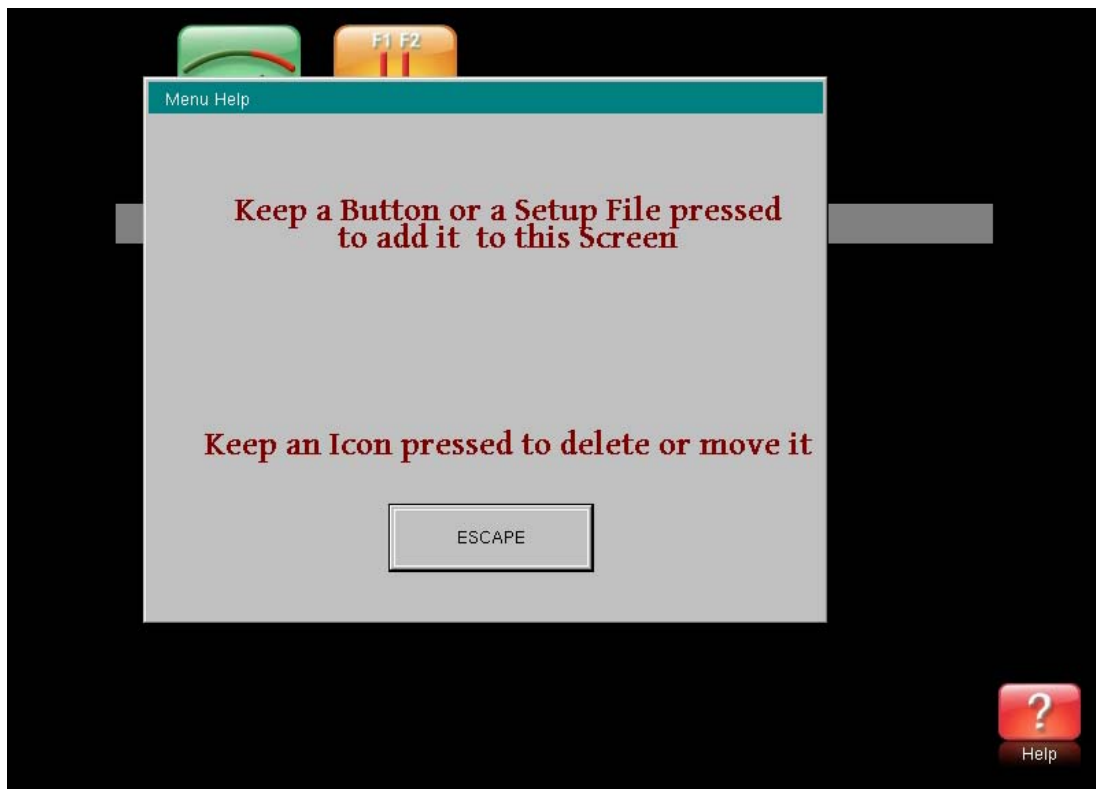 F1 F2
Menu Help
Keep a Button or a Setup File pressed
to add it to this Screen
Keep an Icon pressed to delete or move it
ESCAPE
?
Help